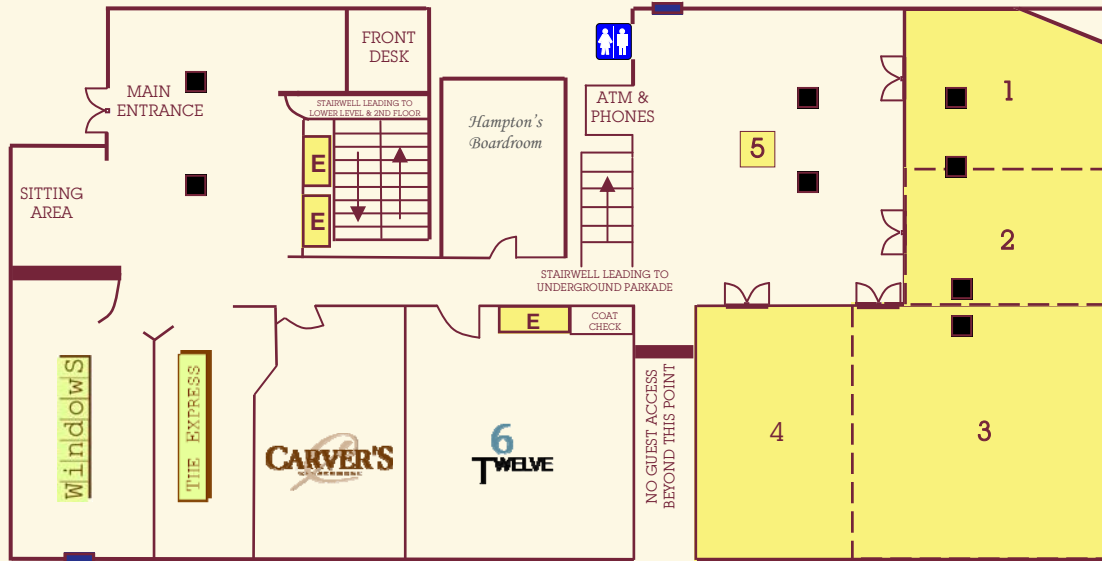 FRONT
DESK
MAIN
ENTRANCE
STAIRWELL LEADING TO
LOWER LEVEL & 2ND FLOOR
E
E
Hampton's
Boardroom
ATM &
PHONES
5
1
2
SITTING
AREA
STAIRWELL LEADING TO
UNDERGROUND PARKADE
E
COAT
CHECK
Windows
THE EXPRESS
CARVER'S
6
TWELVE
NO GUEST ACCESS
BEYOND THIS POINT
4
3